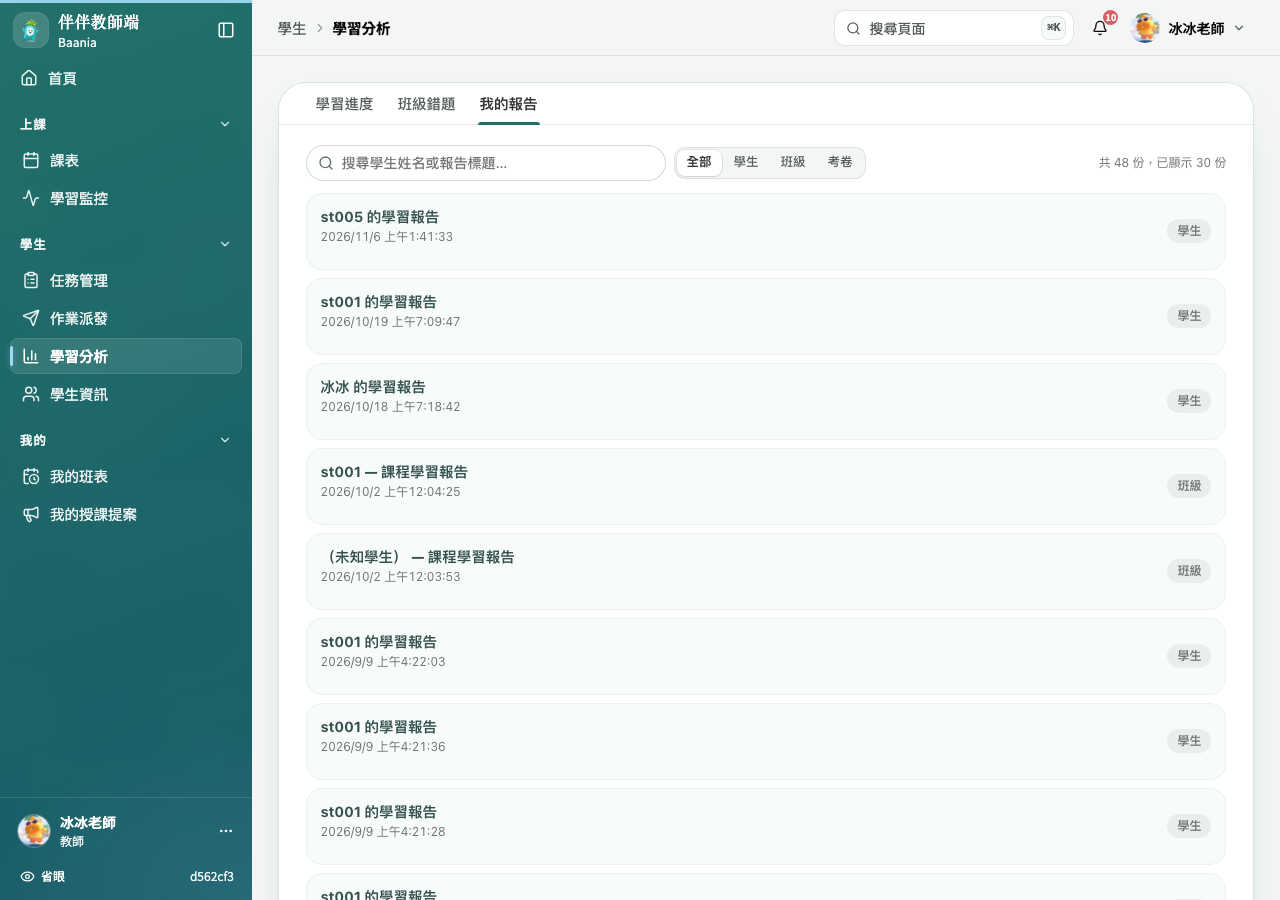 伴伴教師端
Baania
首頁
上課
課表
學習監控
學生
任務管理
作業派發
學習分析
學生資訊
我的
我的班表
我的授課提案
冰冰老師
教師
省眼
d562cf3
學生
學習分析
搜尋頁面
⌘K
10
冰冰老師
學習進度
班級錯題
我的報告
搜尋學生姓名或報告標題...
全部
學生
班級
考卷
共 48 份，已顯示 30 份
st005 的學習報告
2026/11/6 上午1:41:33
學生
st001 的學習報告
2026/10/19 上午7:09:47
學生
冰冰 的學習報告
2026/10/18 上午7:18:42
學生
st001 — 課程學習報告
2026/10/2 上午12:04:25
班級
（未知學生） — 課程學習報告
2026/10/2 上午12:03:53
班級
st001 的學習報告
2026/9/9 上午4:22:03
學生
st001 的學習報告
2026/9/9 上午4:21:36
學生
st001 的學習報告
2026/9/9 上午4:21:28
學生
st001 的學習報告